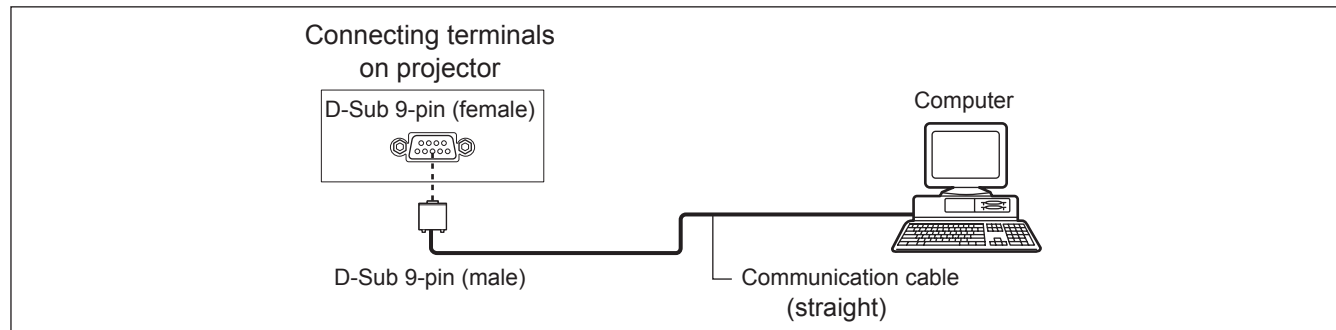 Connecting terminals
on projector
D-Sub 9-pin (female)
Computer
D-Sub 9-pin (male)
Communication cable
(straight)